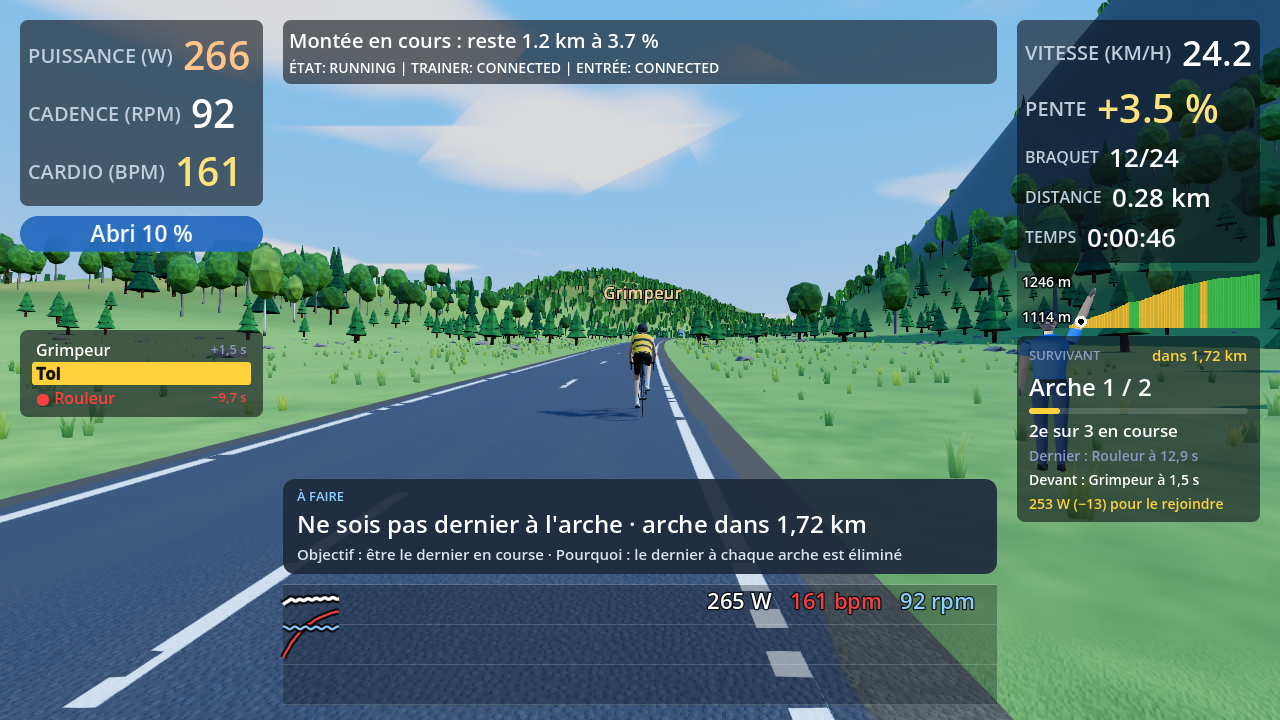 PUISSANCE (W) 266
CADENCE (RPM) 92
CARDIO (BPM) 161
Abri 10 %
Montée en cours : reste 1.2 km à 3.7 %
ÉTAT: RUNNING | TRAINER: CONNECTED | ENTRÉE: CONNECTED
VITESSE (KM/H) 24.2
PENTE +3.5 %
BRAQUET 12/24
DISTANCE 0.28 km
TEMPS 0:00:46
1246 m
1114 m
Grimpeur
Grimpeur +1,5 s
Toi
Rouleur −9,7 s
SURVIVANT dans 1,72 km
Arche 1 / 2
2e sur 3 en course
Dernier : Rouleur à 12,9 s
Devant : Grimpeur à 1,5 s
253 W (−13) pour le rejoindre
À FAIRE
Ne sois pas dernier à l'arche · arche dans 1,72 km
Objectif : être le dernier en course · Pourquoi : le dernier à chaque arche est éliminé
265 W 161 bpm 92 rpm